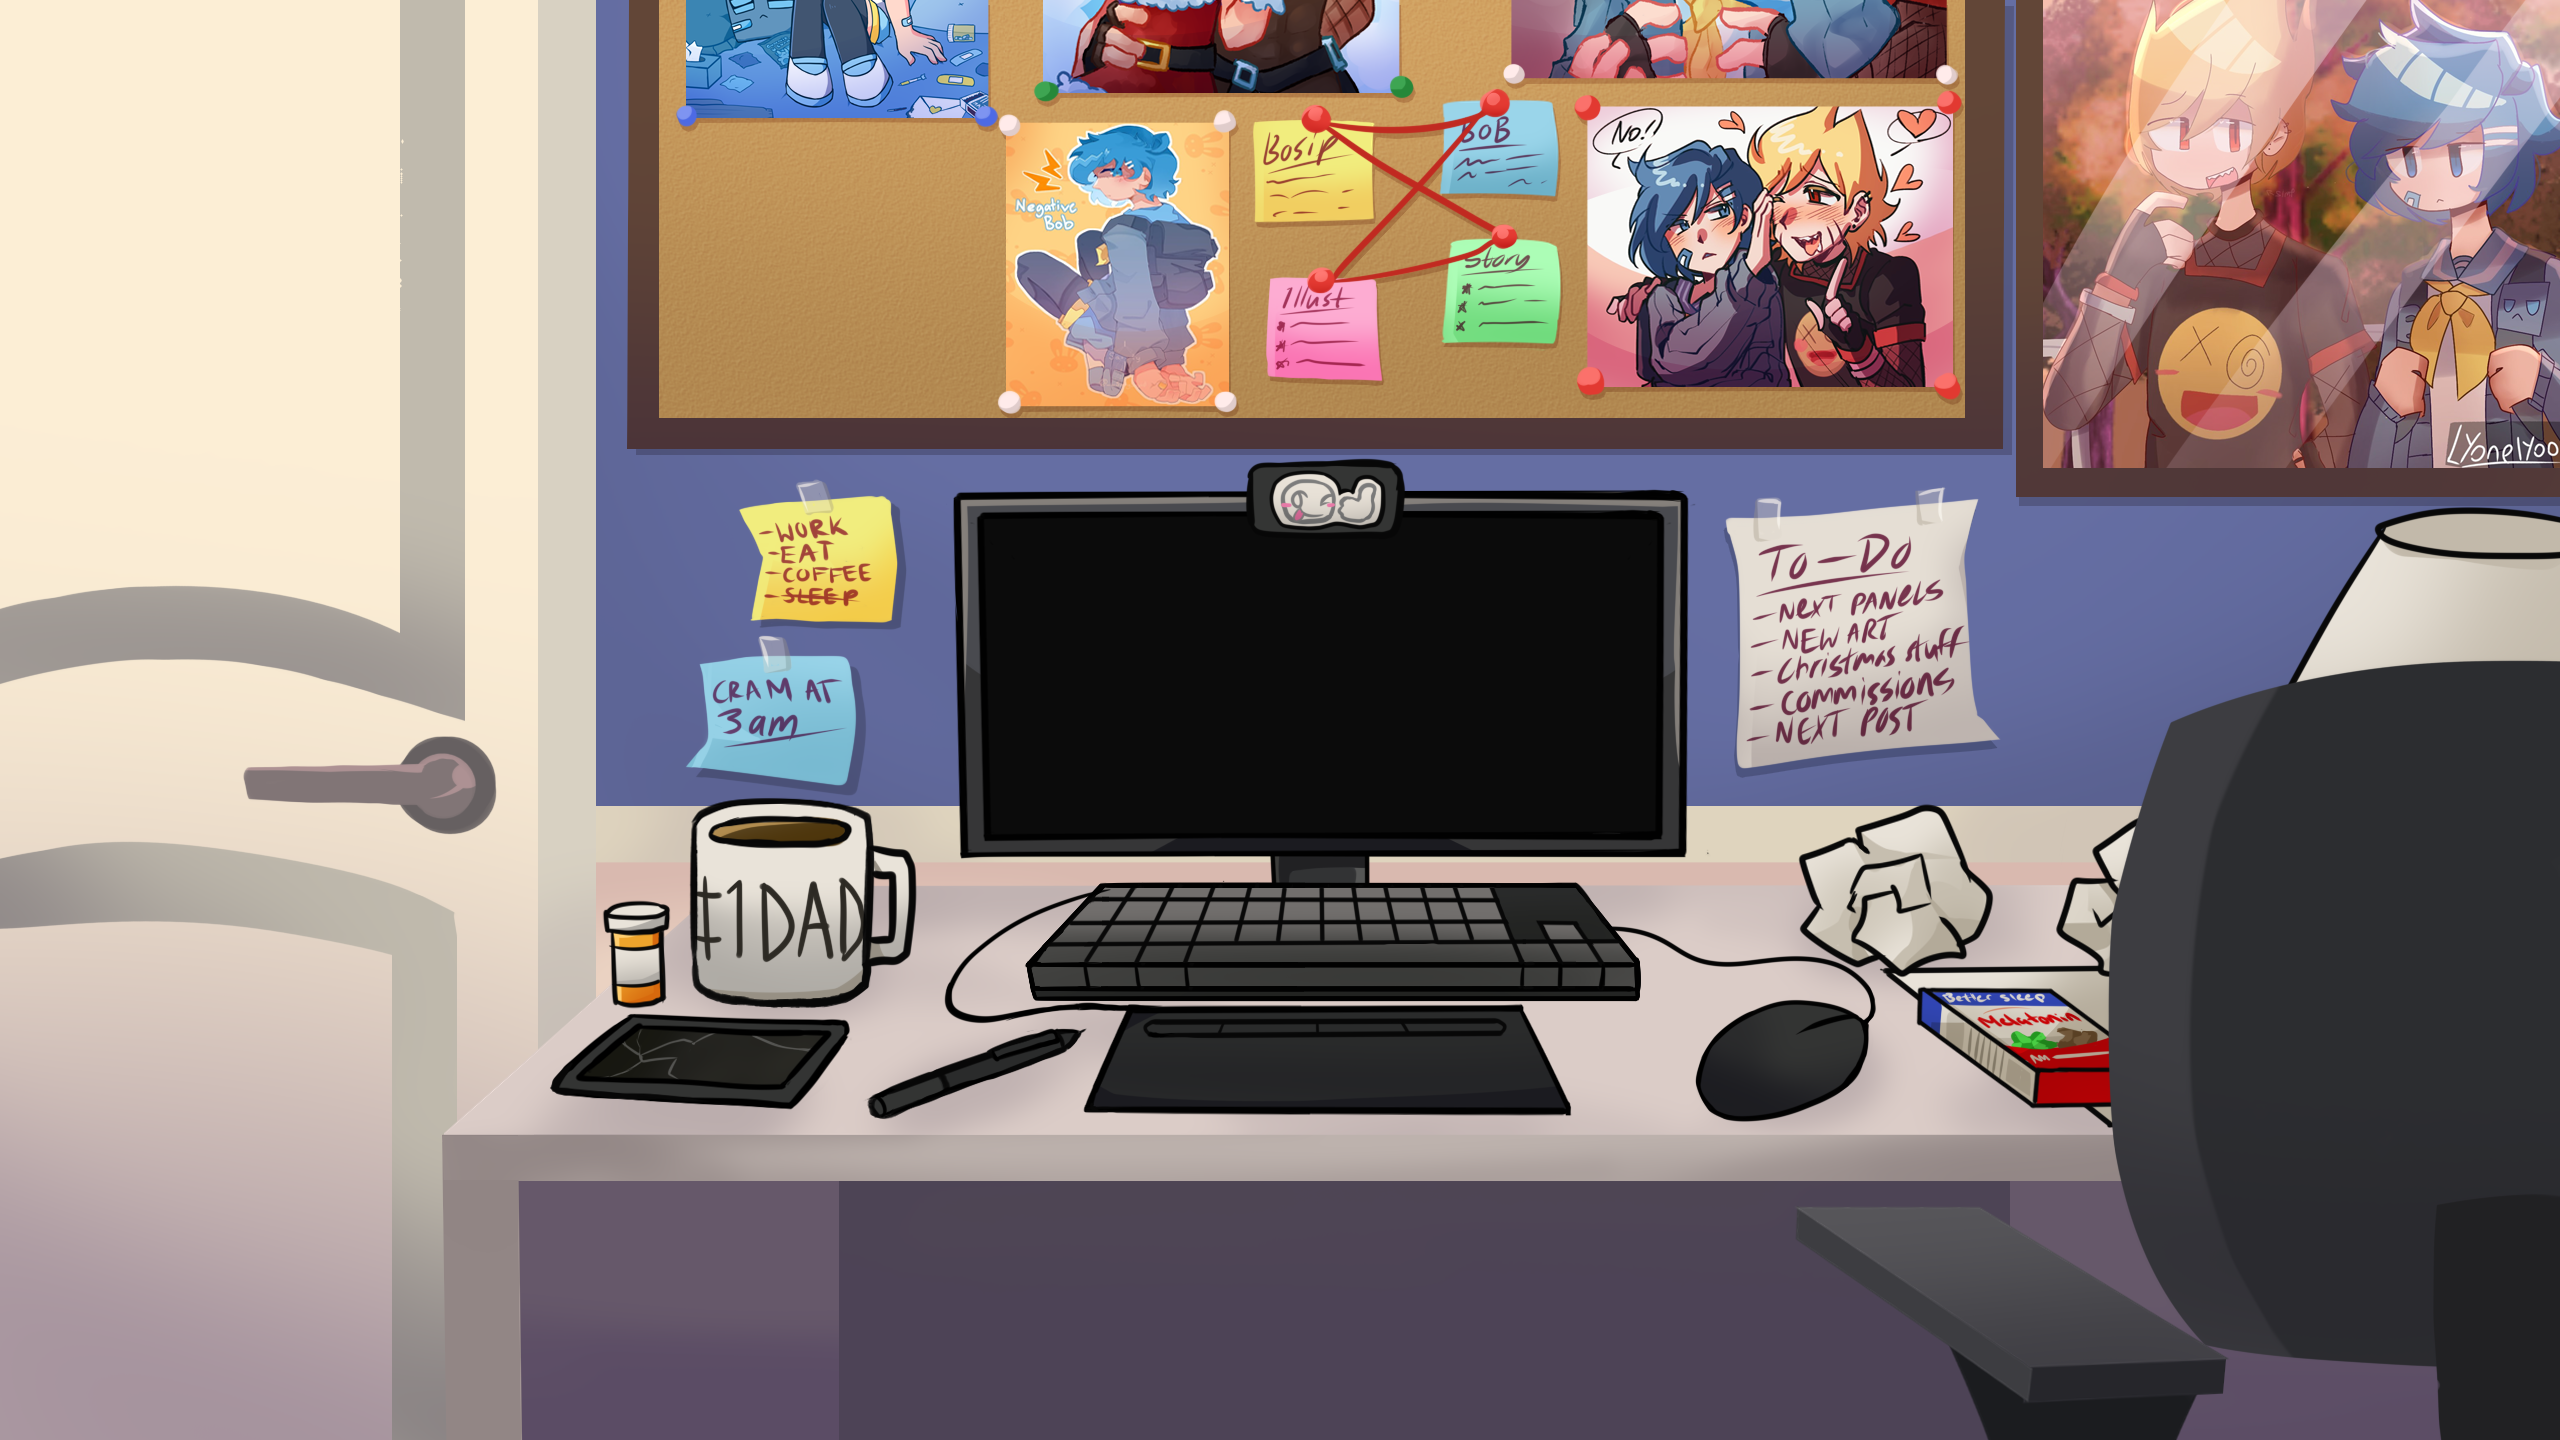 Negative
Bob
Bosip
BOB
Illust
Story
No!!
LYonelYoo
-WORK
-EAT
-COFFEE
-SLEEP
CRAM AT
3am
To-Do
-NEXT PANELS
-NEW ART
-Christmas stuff
-COMMISSIONS
-NEXT POST
#1DAD
Better sleep
Melatonin